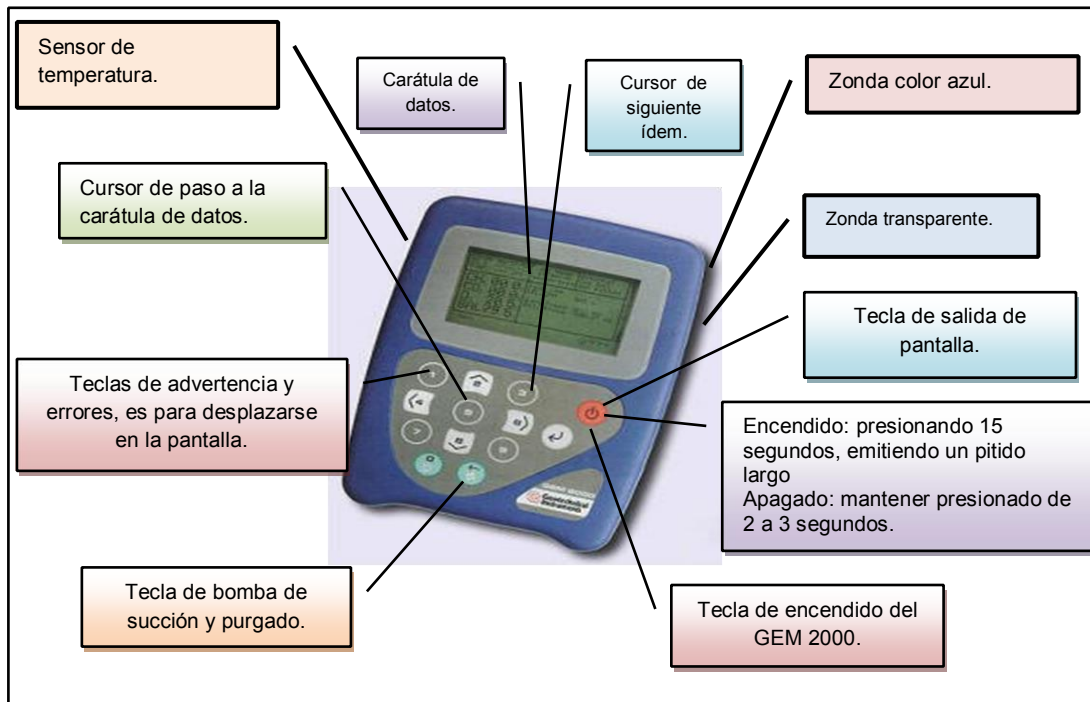 Sensor de
temperatura.
Carátula de
datos.
Cursor de
siguiente
ídem.
Zonda color azul.
Cursor de paso a la
carátula de datos.
Zonda transparente.
Tecla de salida de
pantalla.
Teclas de advertencia y
errores, es para desplazarse
en la pantalla.
Encendido: presionando 15
segundos, emitiendo un pitido
largo
Apagado: mantener presionado de
2 a 3 segundos.
Geotechnical
Instruments
Tecla de bomba de
succión y purgado.
Tecla de encendido del
GEM 2000.